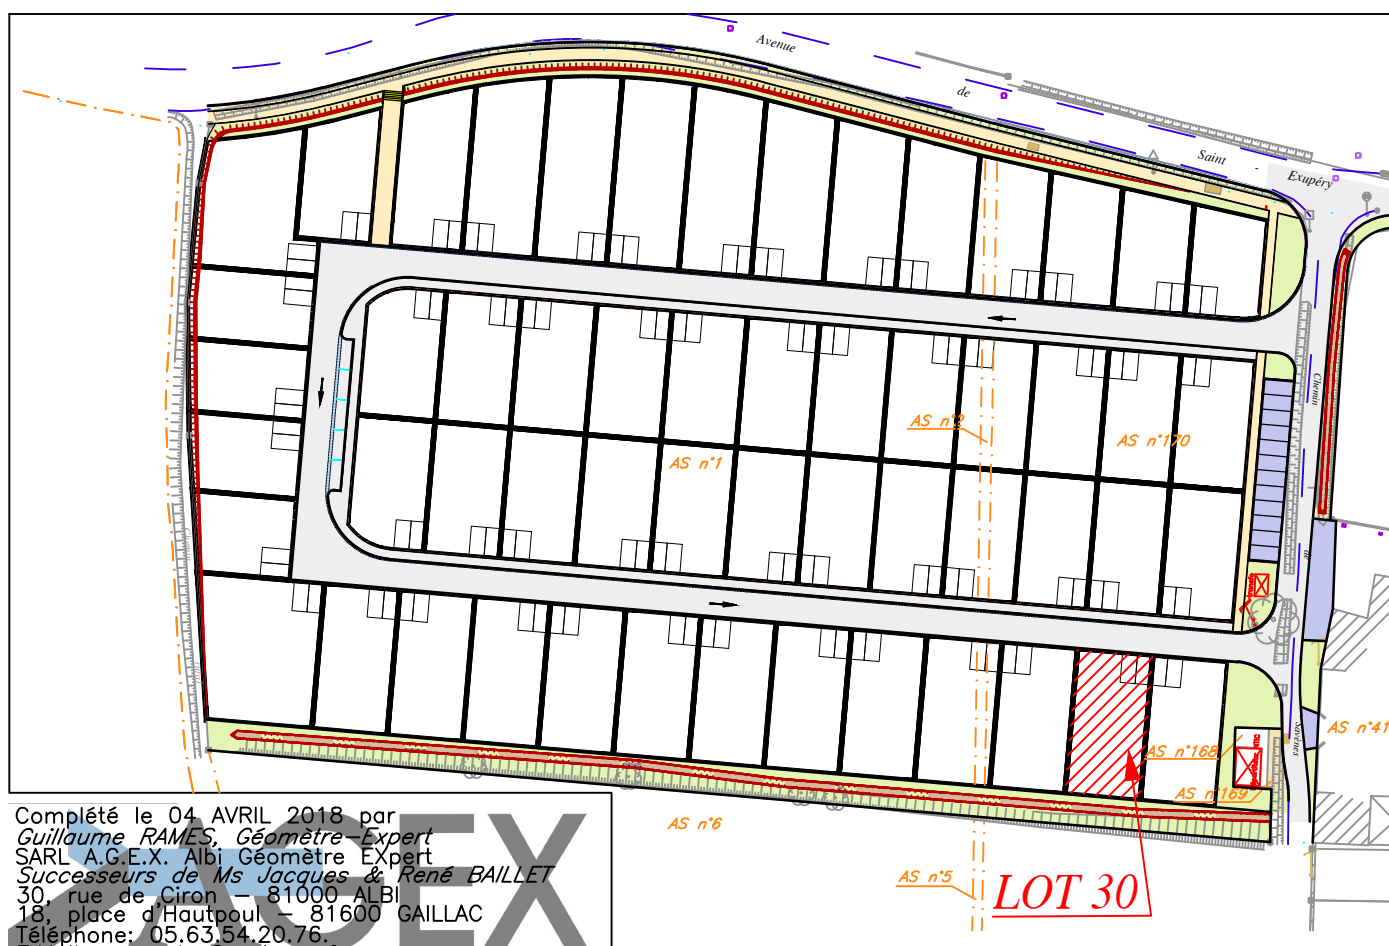 Avenue
de
Saint
Exupéry
Chemin
de
Savènes
AS n°2
AS n°170
AS n°1
AS n°41
AS n°168
AS n°169
AS n°6
AS n°5
LOT 30
Complété le 04 AVRIL 2018 par
Guillaume RAMES, Géomètre-Expert
SARL A.G.E.X. Albi Géomètre EXpert
Successeurs de Ms Jacques & René BAILLET
30, rue de Ciron - 81000 ALBI
18, place d'Hautpoul - 81600 GAILLAC
Téléphone: 05.63.54.20.76.
AGEX